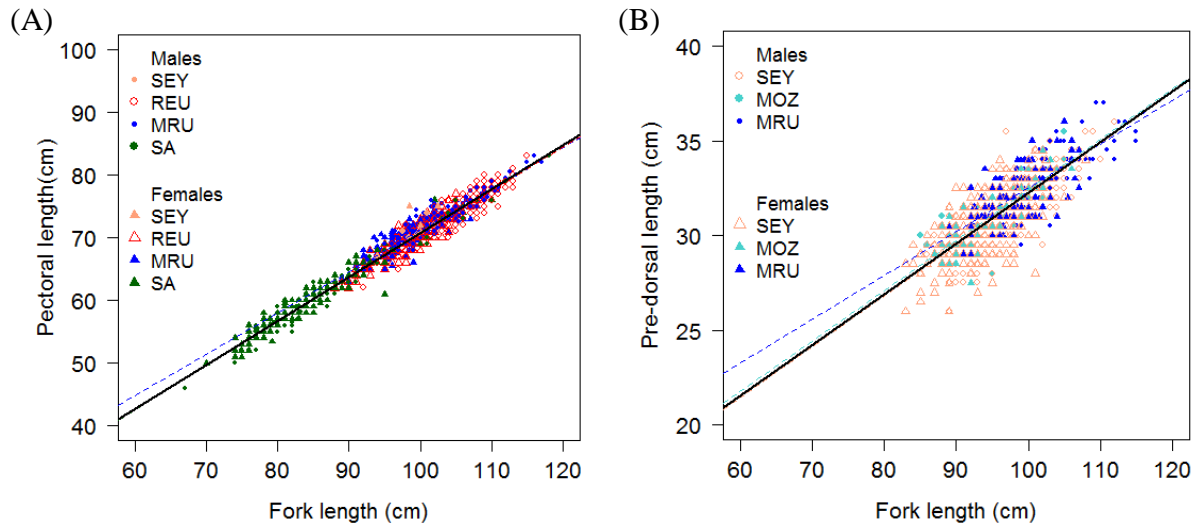 (A)
Pectoral length(cm)
100
90
80
70
60
50
40
Males
SEY
REU
MRU
SA
Females
SEY
REU
MRU
SA
60 70 80 90 100 110 120
Fork length (cm)
(B)
Pre-dorsal length (cm)
40
35
30
25
20
Males
SEY
MOZ
MRU
Females
SEY
MOZ
MRU
60 70 80 90 100 110 120
Fork length (cm)